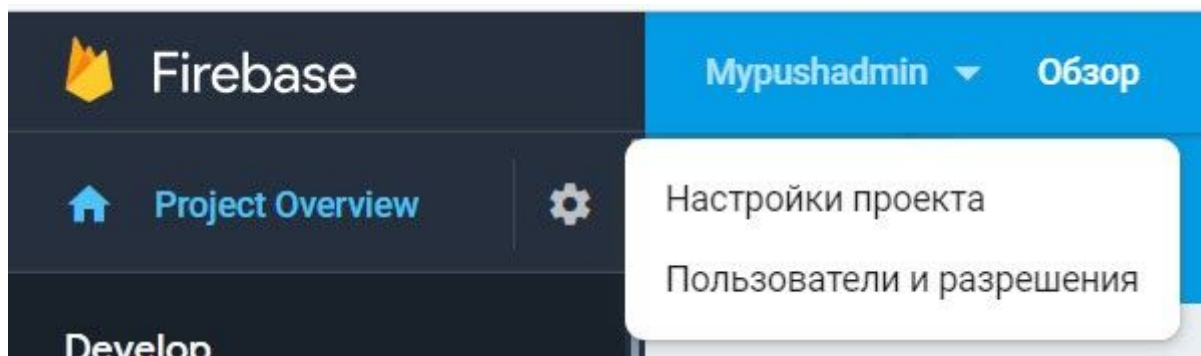 Firebase
Mypushadmin Обзор
Project Overview
Настройки проекта
Пользователи и разрешения
Develop